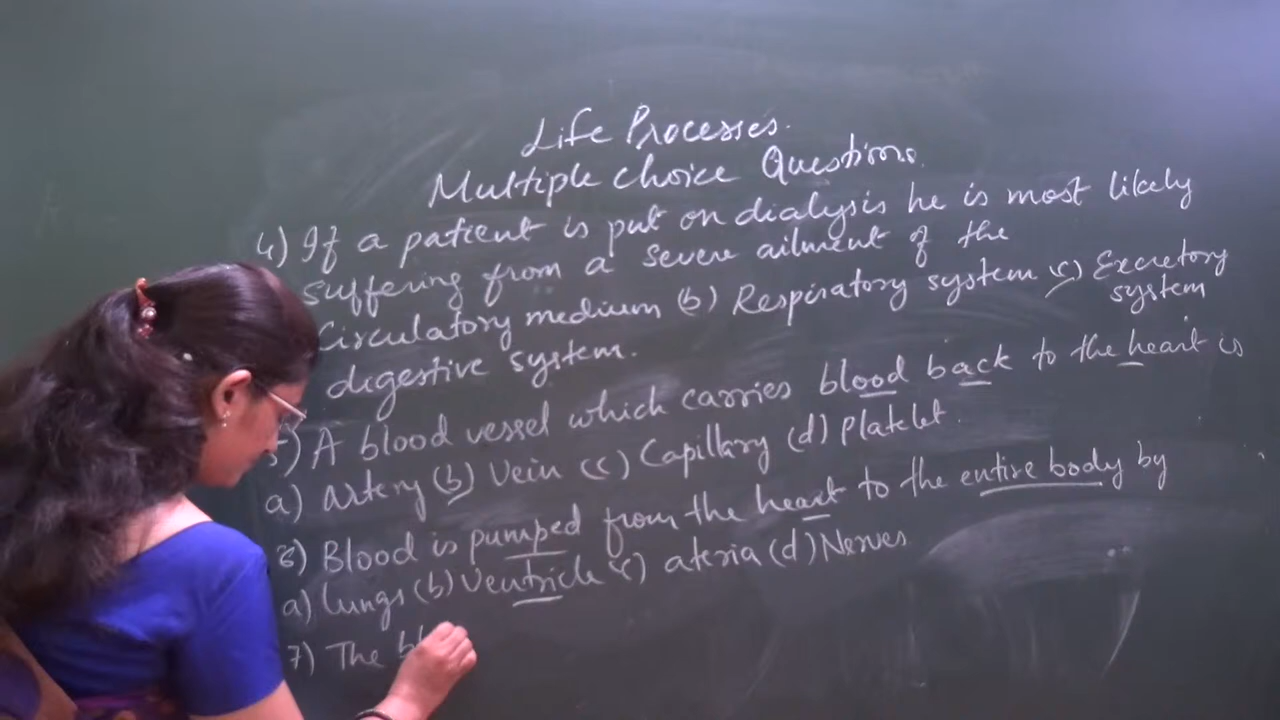 Life Processes.
Multiple choice Questions.
4) If a patient is put on dialysis he is most likely
suffering from a severe ailment of the
Circulatory medium (b) Respiratory system (c) Excretory
system
digestive system.
5) A blood vessel which carries blood back to the heart is
a) Artery (b) Vein (c) Capillary (d) Platelet.
6) Blood is pumped from the heart to the entire body by
a) Lungs (b) Ventricle (c) ateria (d) Nerves
7) The